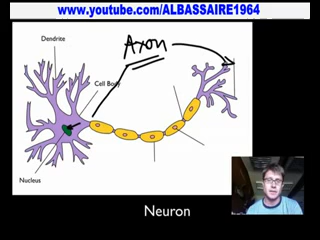 www.youtube.com/ALBASSAIRE1964
Axon
Dendrite
Cell Body
Nucleus
Neuron